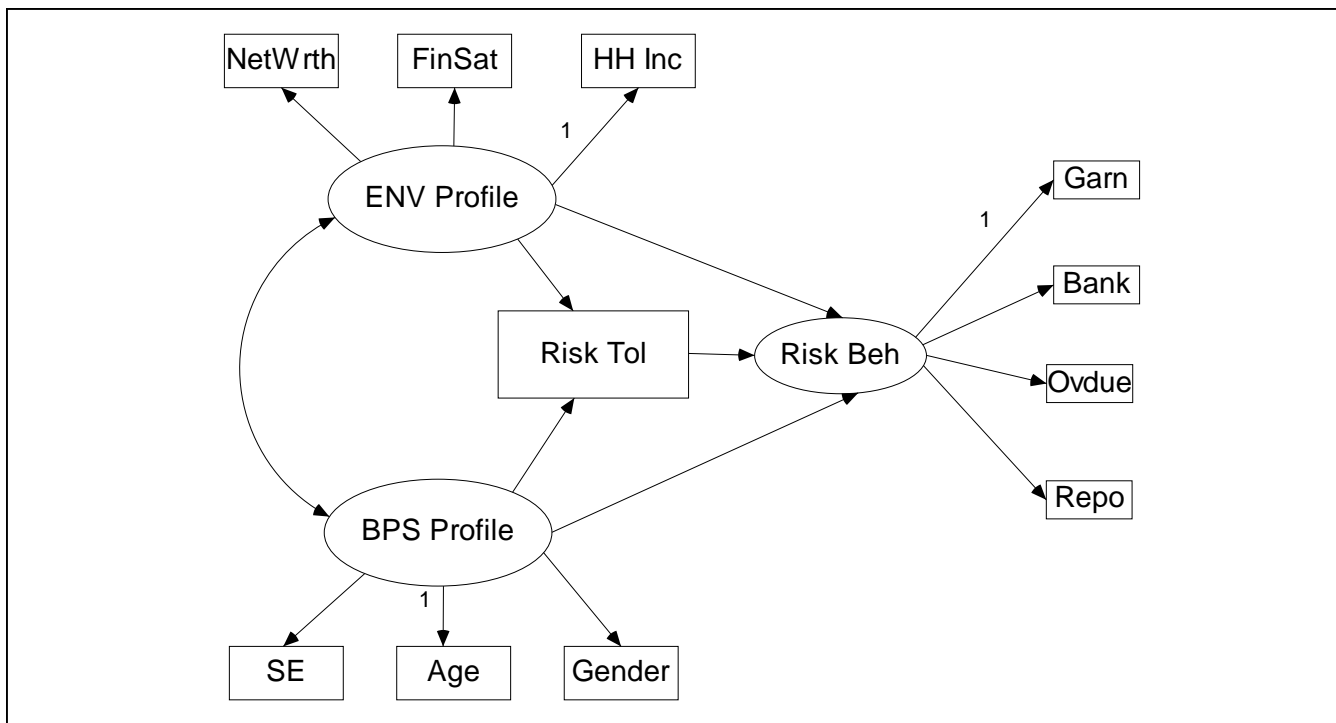 NetWrth
FinSat
HH Inc
1
ENV Profile
Garn
1
Bank
Risk Tol
Risk Beh
Ovdue
Repo
BPS Profile
1
SE
Age
Gender